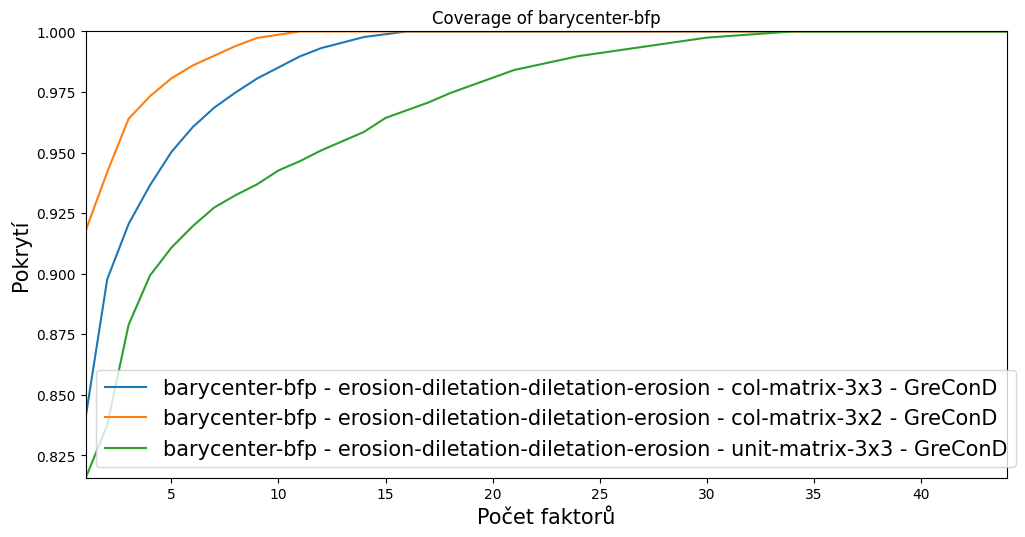 Coverage of barycenter-bfp
1.000
0.975
0.950
0.925
0.900
0.875
0.850
0.825
Pokrytí
barycenter-bfp - erosion-diletation-diletation-erosion - col-matrix-3x3 - GreConD
barycenter-bfp - erosion-diletation-diletation-erosion - col-matrix-3x2 - GreConD
barycenter-bfp - erosion-diletation-diletation-erosion - unit-matrix-3x3 - GreConD
5 10 15 20 25 30 35 40
Počet faktorů